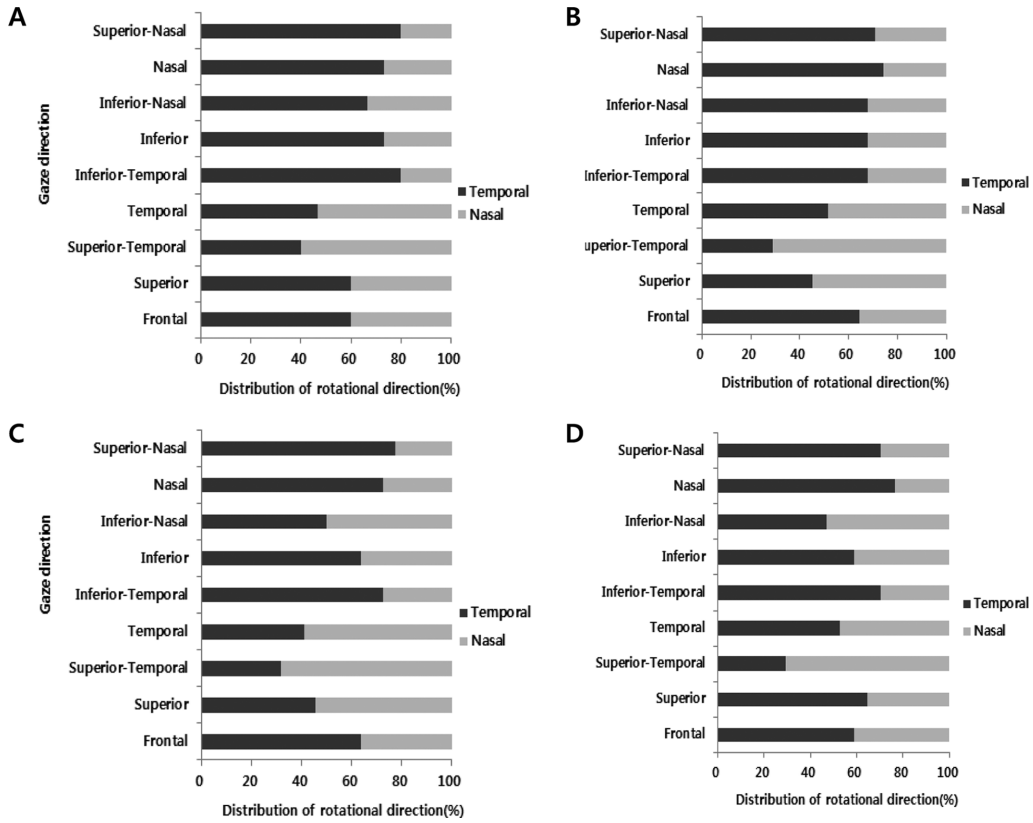 A
Gaze direction
Superior-Nasal
Nasal
Inferior-Nasal
Inferior
Inferior-Temporal
Temporal
Superior-Temporal
Superior
Frontal
0 20 40 60 80 100
Distribution of rotational direction(%)
Temporal
Nasal
B
Superior-Nasal
Nasal
Inferior-Nasal
Inferior
Inferior-Temporal
Temporal
uperior-Temporal
Superior
Frontal
0 20 40 60 80 100
Distribution of rotational direction(%)
Temporal
Nasal
C
Gaze direction
Superior-Nasal
Nasal
Inferior-Nasal
Inferior
Inferior-Temporal
Temporal
Superior-Temporal
Superior
Frontal
0 20 40 60 80 100
Distribution of rotational direction(%)
Temporal
Nasal
D
Superior-Nasal
Nasal
Inferior-Nasal
Inferior
Inferior-Temporal
Temporal
Superior-Temporal
Superior
Frontal
0 20 40 60 80 100
Distribution of rotational direction(%)
Temporal
Nasal